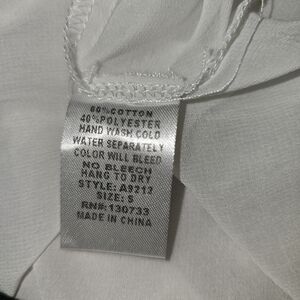 60%COTTON
40%POLYESTER
HAND WASH COLD
WATER SEPARATELY
COLOR WILL BLEED
NO BLEECH
HANG TO DRY
STYLE: A9212
SIZE: S
RN#: 130733
MADE IN CHINA